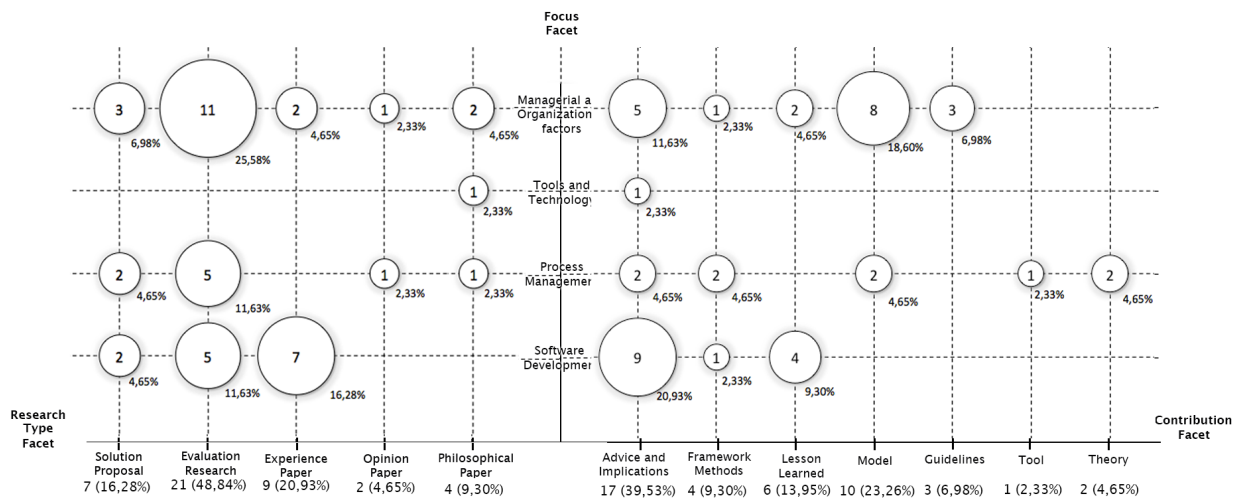 Focus
Facet
3
11
2
1
2
Managerial a
Organization
factors
5
1
2
8
3
6,98%
25,58%
4,65%
2,33%
4,65%
11,63%
2,33%
4,65%
18,60%
6,98%
1
Tools and
Technology
1
2,33%
2,33%
2
5
1
1
Process
Managemer
2
2
2
1
2
4,65%
11,63%
2,33%
2,33%
4,65%
4,65%
4,65%
2,33%
4,65%
2
5
7
Software
Developmer
9
1
4
4,65%
11,63%
16,28%
20,93%
2,33%
9,30%
Research
Type
Facet
Contribution
Facet
Solution
Proposal
7 (16,28%)
Evaluation
Research
21 (48,84%)
Experience
Paper
9 (20,93%)
Opinion
Paper
2 (4,65%)
Philosophical
Paper
4 (9,30%)
Advice and
Implications
17 (39,53%)
Framework
Methods
4 (9,30%)
Lesson
Learned
6 (13,95%)
Model
10 (23,26%)
Guidelines
3 (6,98%)
Tool
1 (2,33%)
Theory
2 (4,65%)